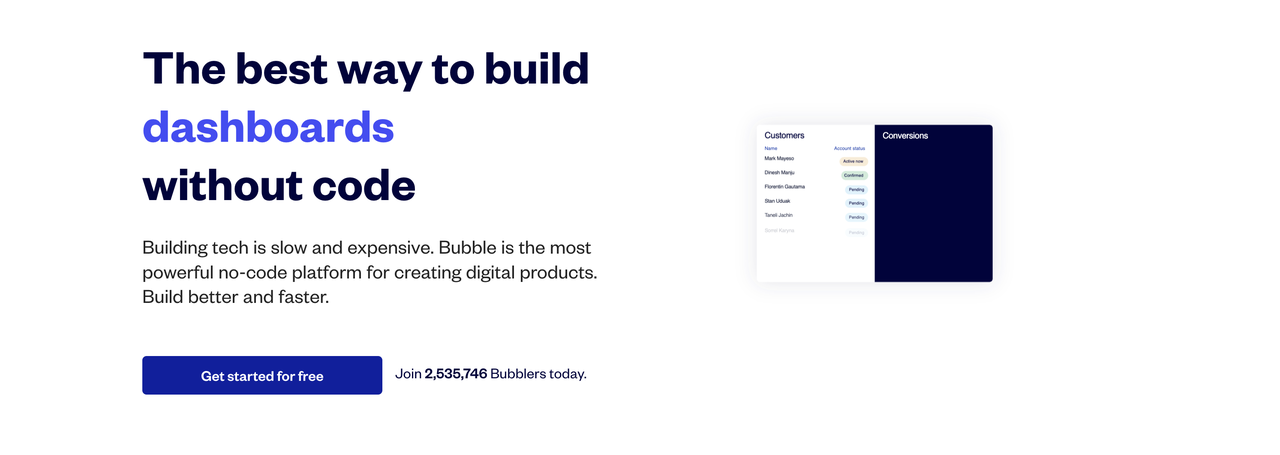 The best way to build
dashboards
without code
Building tech is slow and expensive. Bubble is the most
powerful no-code platform for creating digital products.
Build better and faster.
Get started for free
Join 2,535,746 Bubblers today.
Customers
Name Account status
Mark Mayeso Active now
Dinesh Manju Confirmed
Florentin Gautama Pending
Stan Uduak Pending
Taneli Jachin Pending
Pending
Conversions